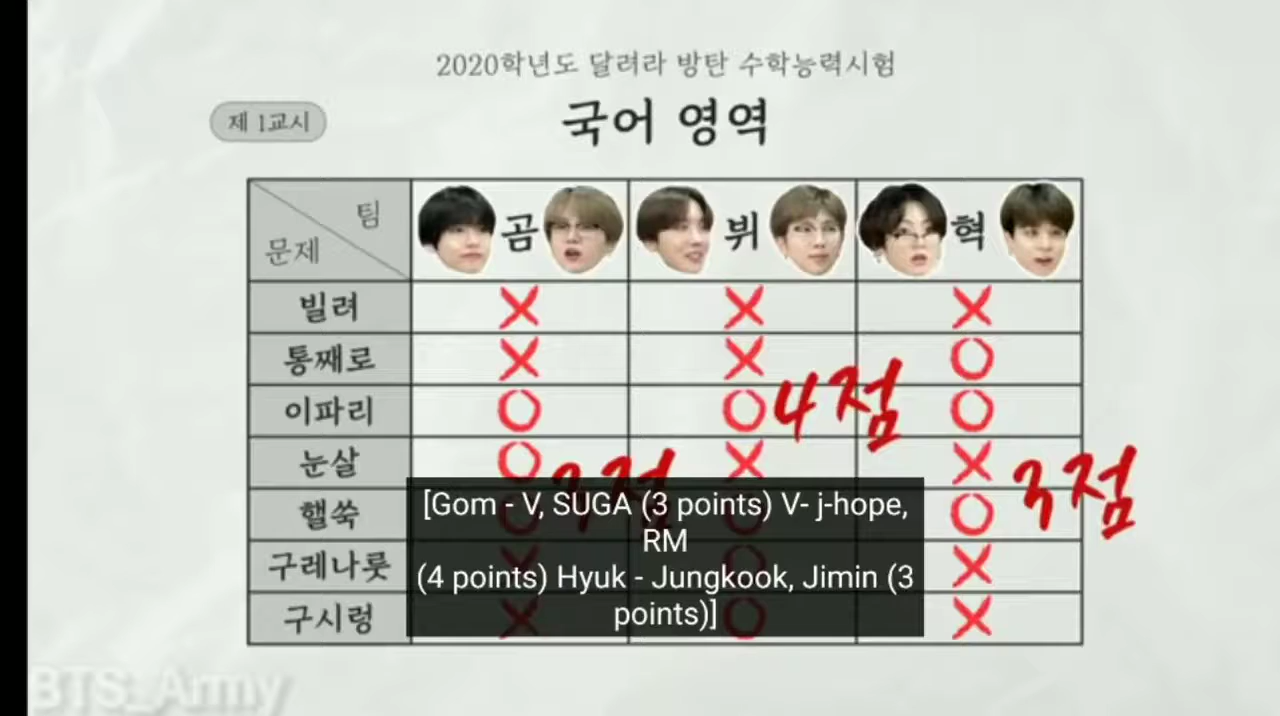 2020학년도 달려라 방탄 수학능력시험
제 1교시
국어 영역
팀
문제
곰 뷔 혁
빌려 X X X
통째로 X X O
이파리 O O O
4점
눈살 O X X
3점
3점
핼쑥 O O O
구레나룻 X O X
구시렁 X O X
[Gom - V, SUGA (3 points) V- j-hope,
RM
(4 points) Hyuk - Jungkook, Jimin (3
points)]
BTS_Army